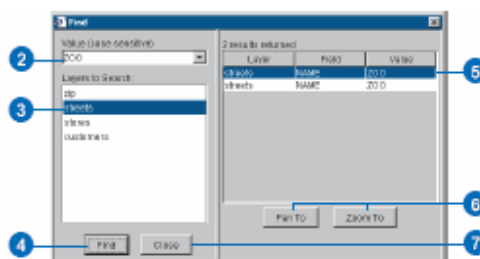 Find
Value (case sensitive)
2 ZOO
Layers to Search:
3
zip
streets
stores
customers
4 Find Close 7
2 results returned
Layer Field Value
streets NAME ZOO 5
streets NAME ZOO
6
Pan To Zoom To